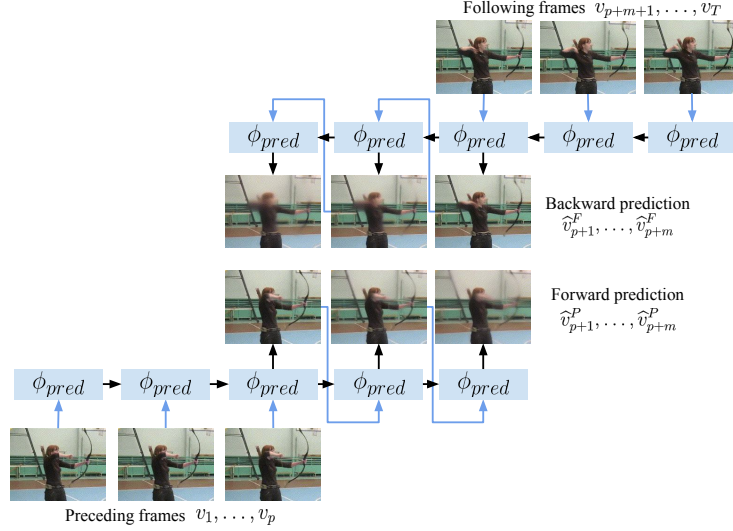 Following frames $v_{p+m+1}, \ldots, v_T$
$\phi_{pred}$ $\phi_{pred}$ $\phi_{pred}$ $\phi_{pred}$ $\phi_{pred}$
Backward prediction
$\widehat{v}^F_{p+1}, \ldots, \widehat{v}^F_{p+m}$
Forward prediction
$\widehat{v}^P_{p+1}, \ldots, \widehat{v}^P_{p+m}$
$\phi_{pred}$ $\phi_{pred}$ $\phi_{pred}$ $\phi_{pred}$ $\phi_{pred}$
Preceding frames $v_1, \ldots, v_p$